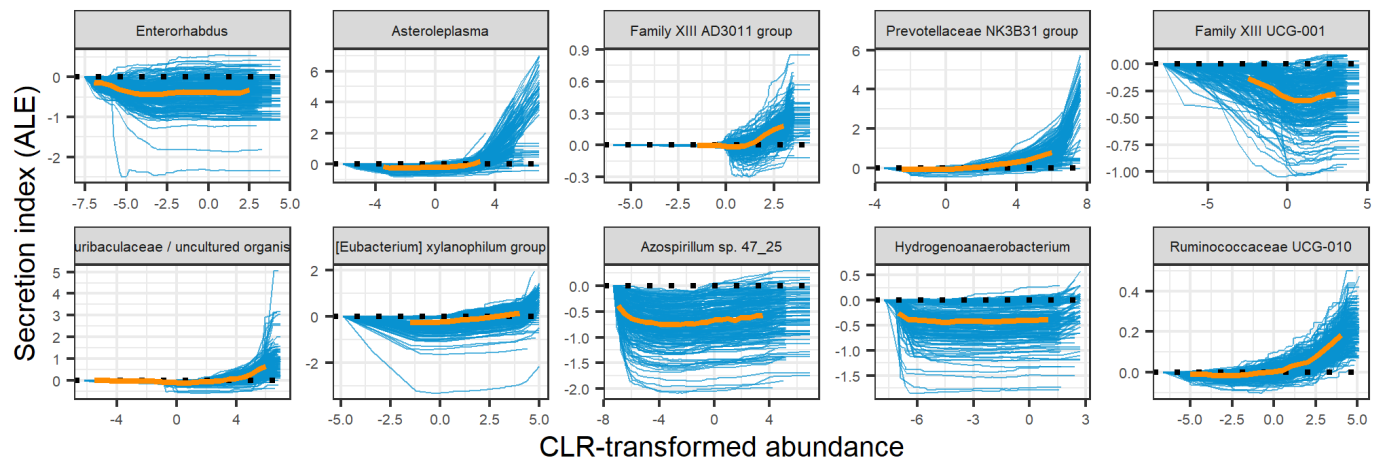 Enterorhabdus
Asteroleplasma
Family XIII AD3011 group
Prevotellaceae NK3B31 group
Family XIII UCG-001
0
-1
-2
-7.5 -5.0 -2.5 0.0 2.5 5.0
6
4
2
0
-4 0 4
0.9
0.6
0.3
0.0
-0.3
-5.0 -2.5 0.0 2.5
6
4
2
0
-4 0 4 8
0.00
-0.25
-0.50
-0.75
-1.00
-5 0 5
uribaculaceae / uncultured organis
[Eubacterium] xylanophilum group
Azospirillum sp. 47_25
Hydrogenoanaerobacterium
Ruminococcaceae UCG-010
5
4
3
2
1
0
-4 0 4
2
0
-2
-5.0 -2.5 0.0 2.5 5.0
0.0
-0.5
-1.0
-1.5
-2.0
-4 0 4
0.5
0.0
-0.5
-1.0
-1.5
-6 -3 0 3
0.4
0.2
0.0
-5.0 -2.5 0.0 2.5 5.0
Secretion index (ALE)
CLR-transformed abundance